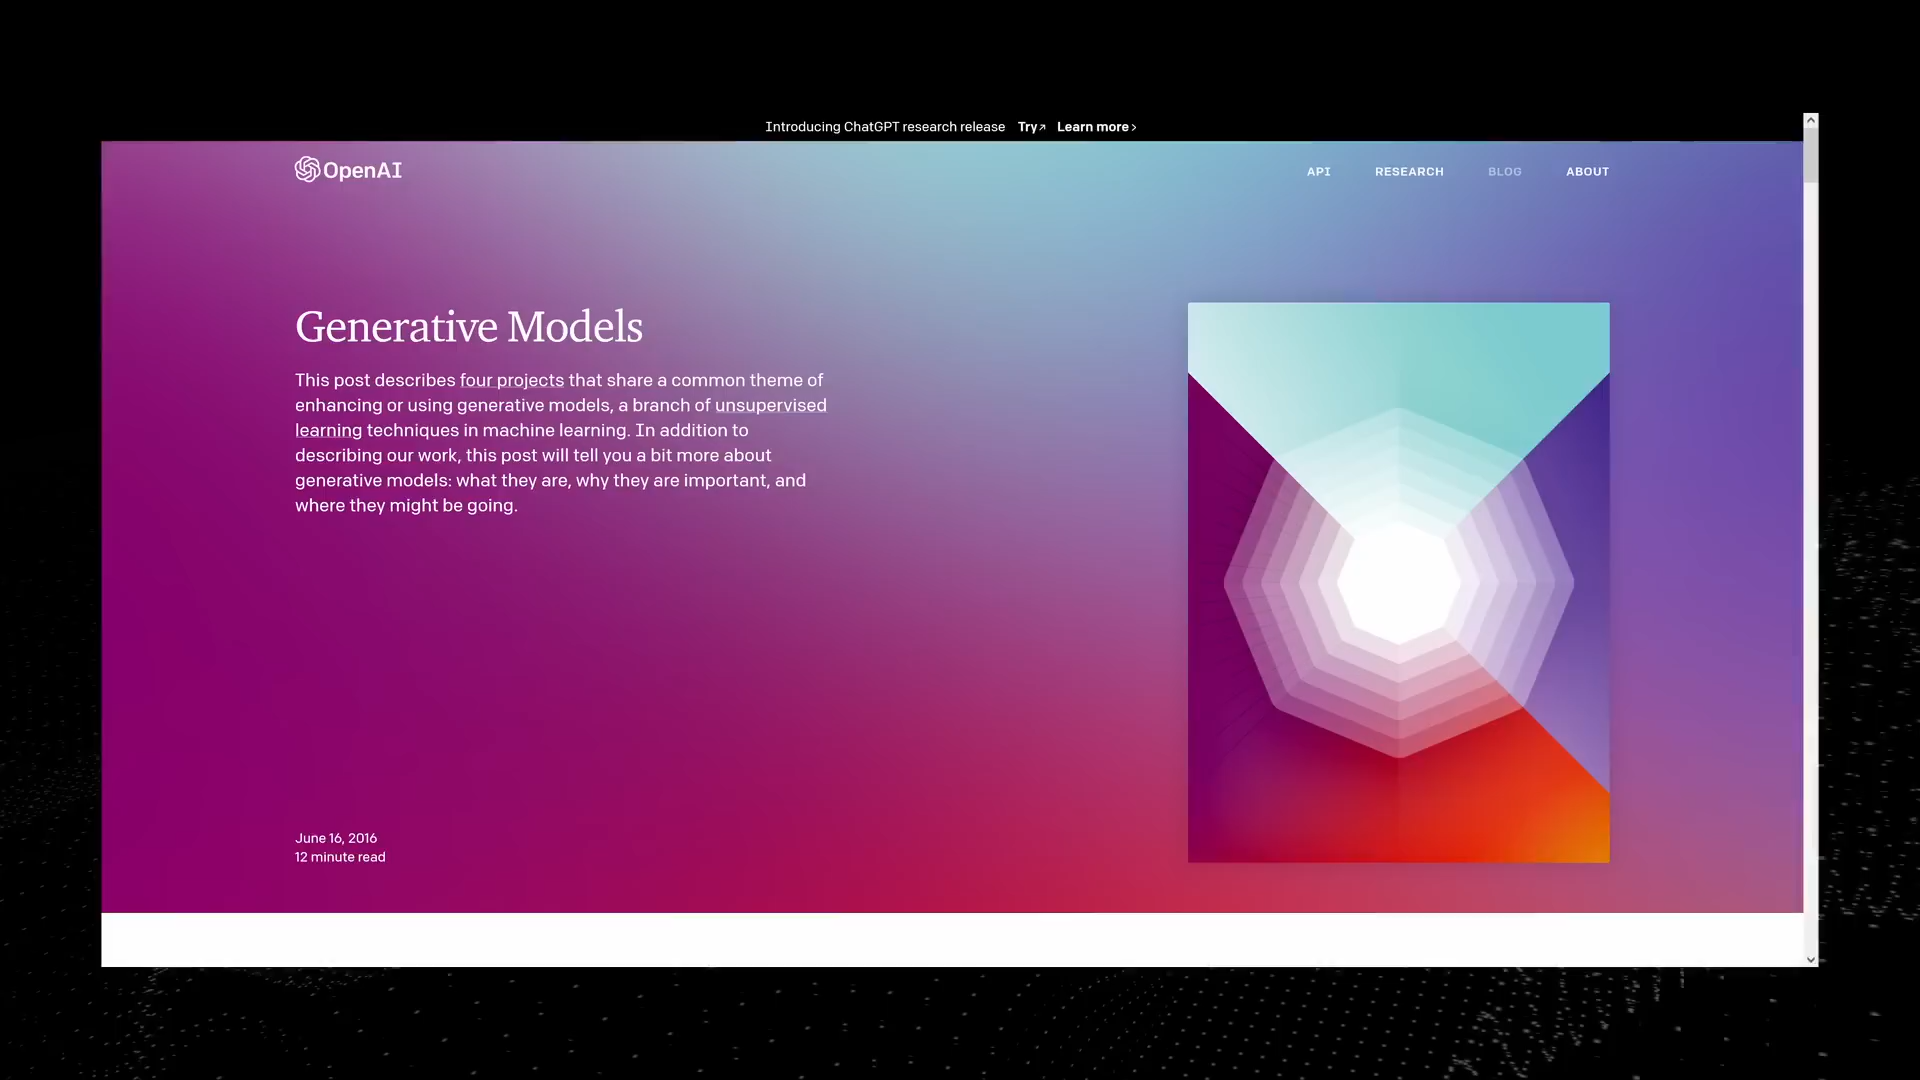 Introducing ChatGPT research release Try↗ Learn more ›
OpenAI
API RESEARCH BLOG ABOUT
Generative Models
This post describes four projects that share a common theme of
enhancing or using generative models, a branch of unsupervised
learning techniques in machine learning. In addition to
describing our work, this post will tell you a bit more about
generative models: what they are, why they are important, and
where they might be going.
June 16, 2016
12 minute read